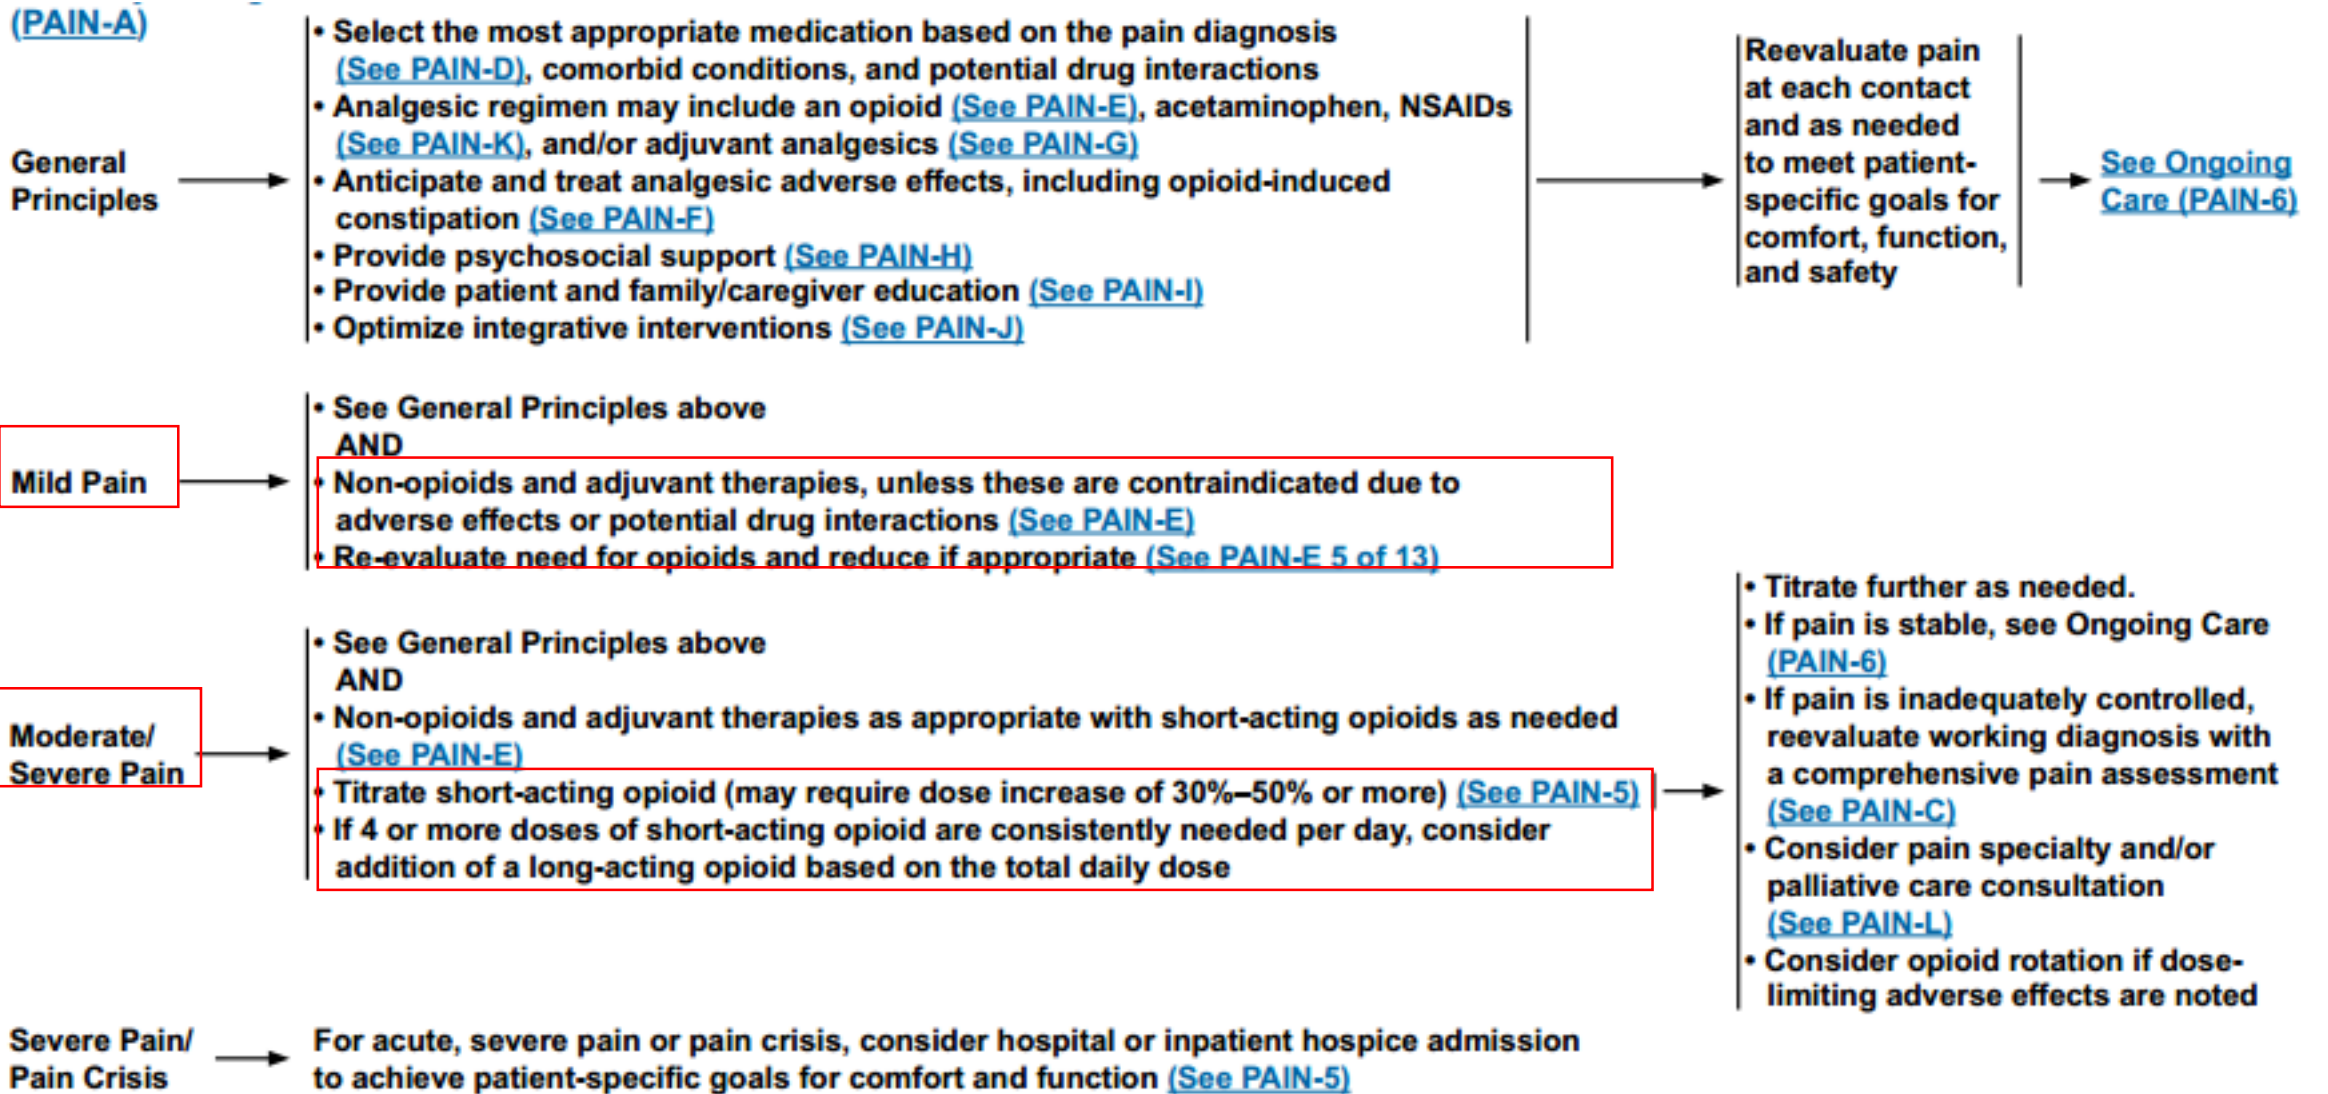 (PAIN-A)
General
Principles
• Select the most appropriate medication based on the pain diagnosis
(See PAIN-D), comorbid conditions, and potential drug interactions
• Analgesic regimen may include an opioid (See PAIN-E), acetaminophen, NSAIDs
(See PAIN-K), and/or adjuvant analgesics (See PAIN-G)
• Anticipate and treat analgesic adverse effects, including opioid-induced
constipation (See PAIN-F)
• Provide psychosocial support (See PAIN-H)
• Provide patient and family/caregiver education (See PAIN-I)
• Optimize integrative interventions (See PAIN-J)
Reevaluate pain
at each contact
and as needed
to meet patient-
specific goals for
comfort, function,
and safety
See Ongoing
Care (PAIN-6)
Mild Pain
• See General Principles above
AND
• Non-opioids and adjuvant therapies, unless these are contraindicated due to
adverse effects or potential drug interactions (See PAIN-E)
• Re-evaluate need for opioids and reduce if appropriate (See PAIN-E 5 of 13)
Moderate/
Severe Pain
• See General Principles above
AND
• Non-opioids and adjuvant therapies as appropriate with short-acting opioids as needed
(See PAIN-E)
• Titrate short-acting opioid (may require dose increase of 30%–50% or more) (See PAIN-5)
• If 4 or more doses of short-acting opioid are consistently needed per day, consider
addition of a long-acting opioid based on the total daily dose
• Titrate further as needed.
• If pain is stable, see Ongoing Care
(PAIN-6)
• If pain is inadequately controlled,
reevaluate working diagnosis with
a comprehensive pain assessment
(See PAIN-C)
• Consider pain specialty and/or
palliative care consultation
(See PAIN-L)
• Consider opioid rotation if dose-
limiting adverse effects are noted
Severe Pain/
Pain Crisis
For acute, severe pain or pain crisis, consider hospital or inpatient hospice admission
to achieve patient-specific goals for comfort and function (See PAIN-5)